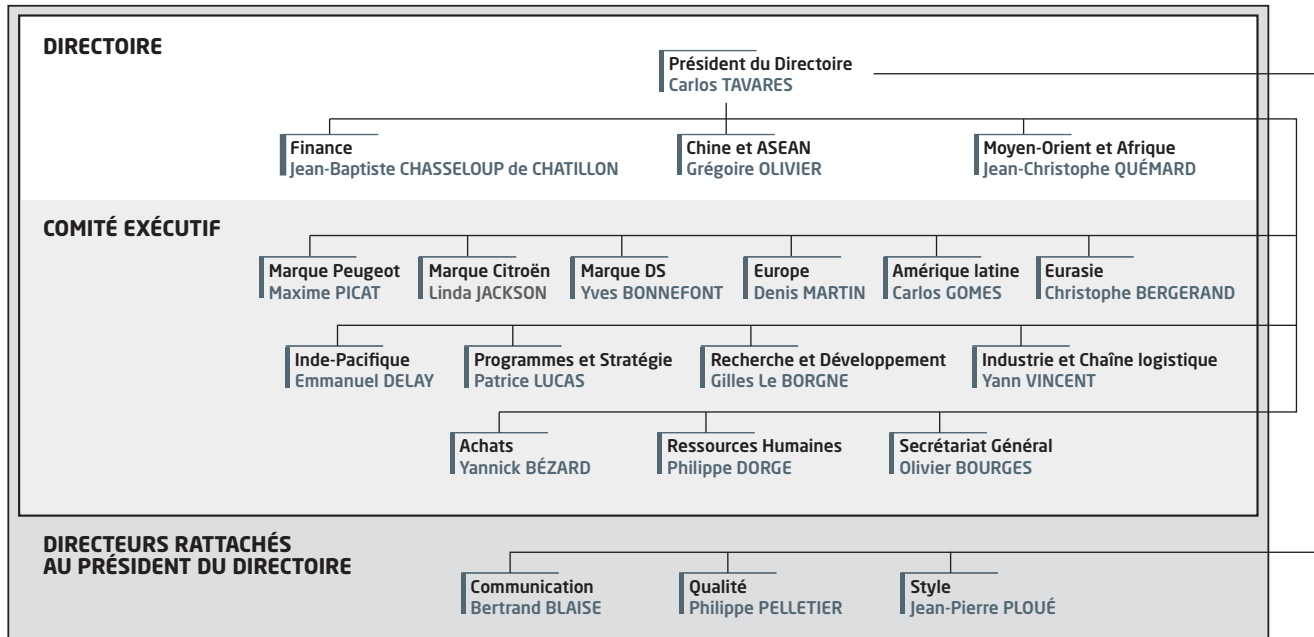 DIRECTOIRE
Président du Directoire
Carlos TAVARES
Finance
Jean-Baptiste CHASSELOUP de CHATILLON
Chine et ASEAN
Grégoire OLIVIER
Moyen-Orient et Afrique
Jean-Christophe QUÉMARD
COMITÉ EXÉCUTIF
Marque Peugeot
Maxime PICAT
Marque Citroën
Linda JACKSON
Marque DS
Yves BONNEFONT
Europe
Denis MARTIN
Amérique latine
Carlos GOMES
Eurasie
Christophe BERGERAND
Inde-Pacifique
Emmanuel DELAY
Programmes et Stratégie
Patrice LUCAS
Recherche et Développement
Gilles Le BORGNE
Industrie et Chaîne logistique
Yann VINCENT
Achats
Yannick BÉZARD
Ressources Humaines
Philippe DORGE
Secrétariat Général
Olivier BOURGES
DIRECTEURS RATTACHÉS
AU PRÉSIDENT DU DIRECTOIRE
Communication
Bertrand BLAISE
Qualité
Philippe PELLETIER
Style
Jean-Pierre PLOUÉ